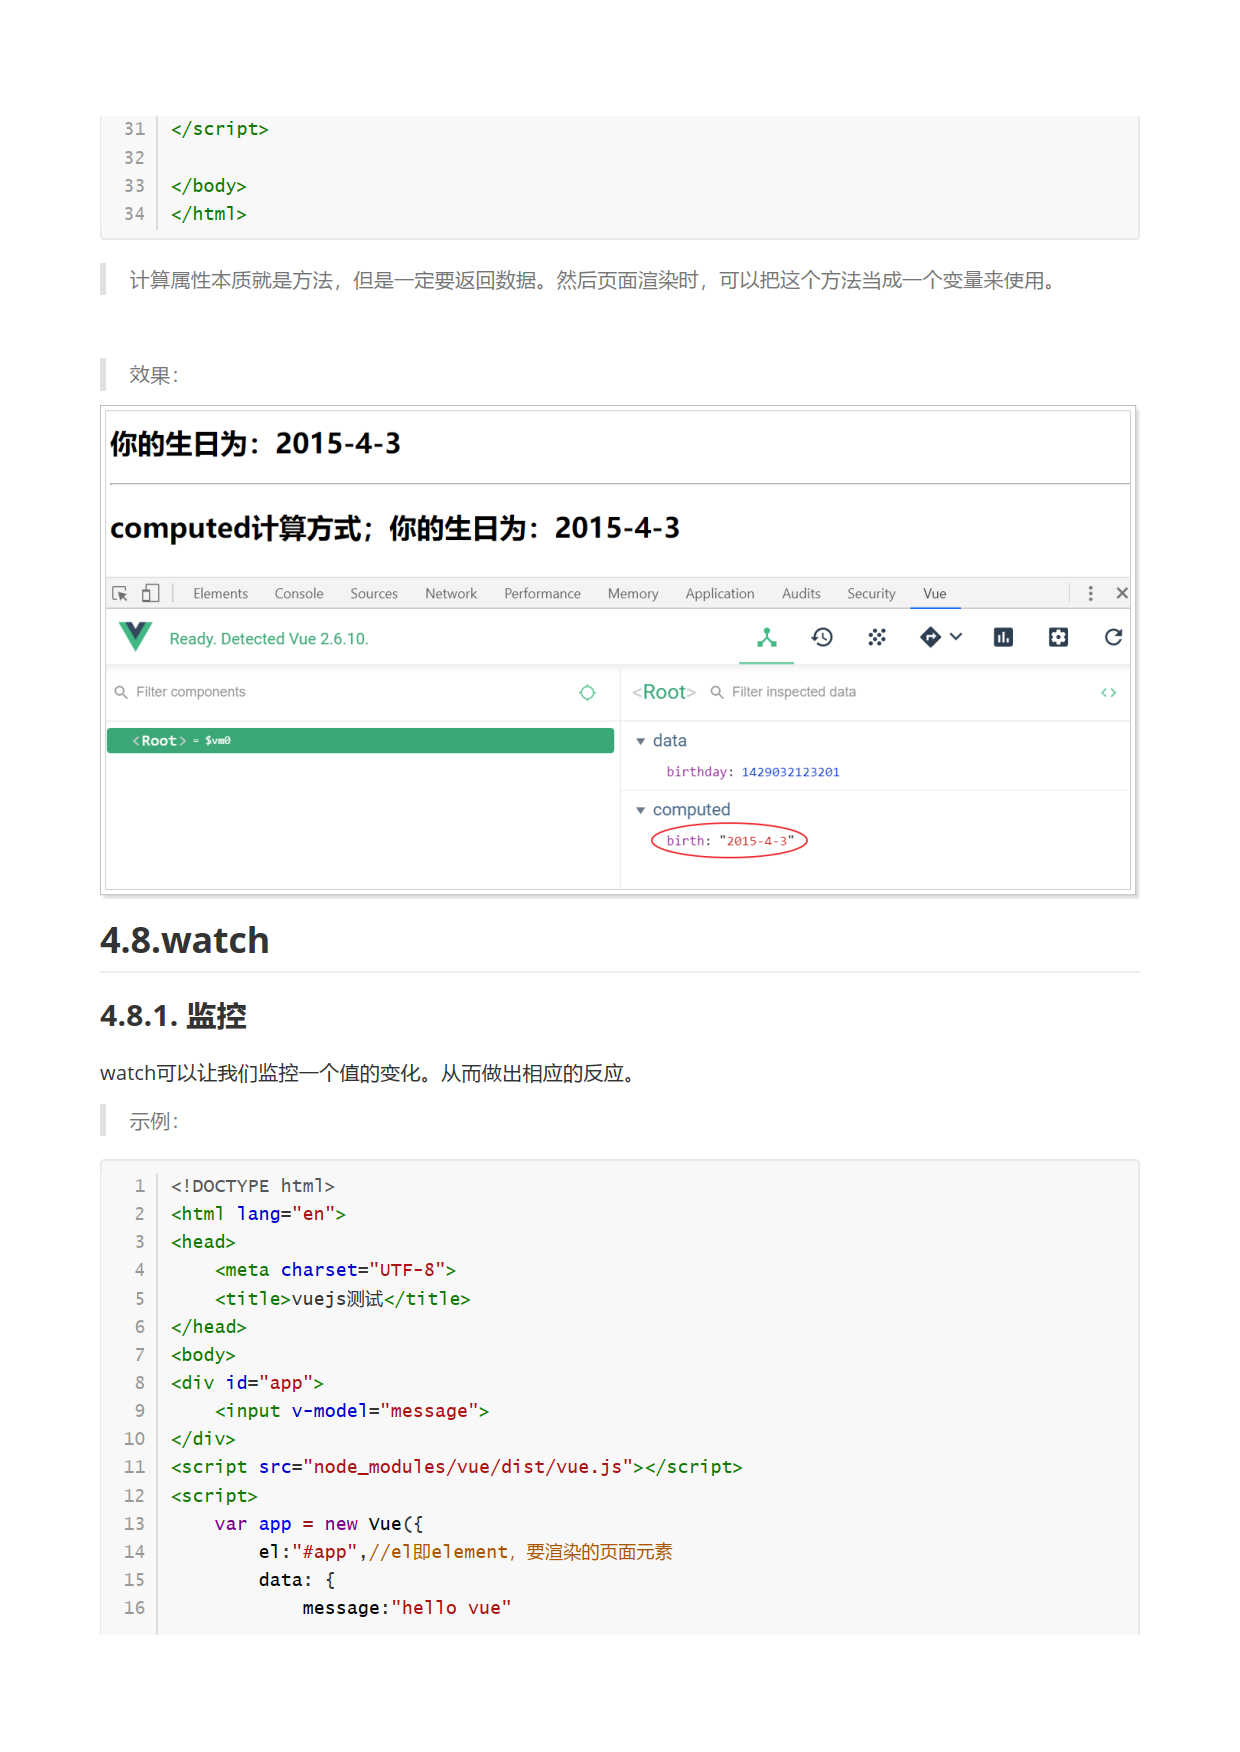 31 </script>
32
33 </body>
34 </html>
计算属性本质就是方法，但是一定要返回数据。然后页面渲染时，可以把这个方法当成一个变量来使用。
效果：
你的生日为：2015-4-3
computed计算方式；你的生日为：2015-4-3
Elements Console Sources Network Performance Memory Application Audits Security Vue
Ready. Detected Vue 2.6.10.
Filter components
<Root> Filter inspected data
<Root> = $vm0
data
birthday: 1429032123201
computed
birth: "2015-4-3"
4.8.watch
4.8.1. 监控
watch可以让我们监控一个值的变化。从而做出相应的反应。
示例：
1 <!DOCTYPE html>
2 <html lang="en">
3 <head>
4     <meta charset="UTF-8">
5     <title>vuejs测试</title>
6 </head>
7 <body>
8 <div id="app">
9     <input v-model="message">
10 </div>
11 <script src="node_modules/vue/dist/vue.js"></script>
12 <script>
13     var app = new Vue({
14         el:"#app",//el即element，要渲染的页面元素
15         data: {
16             message:"hello vue"